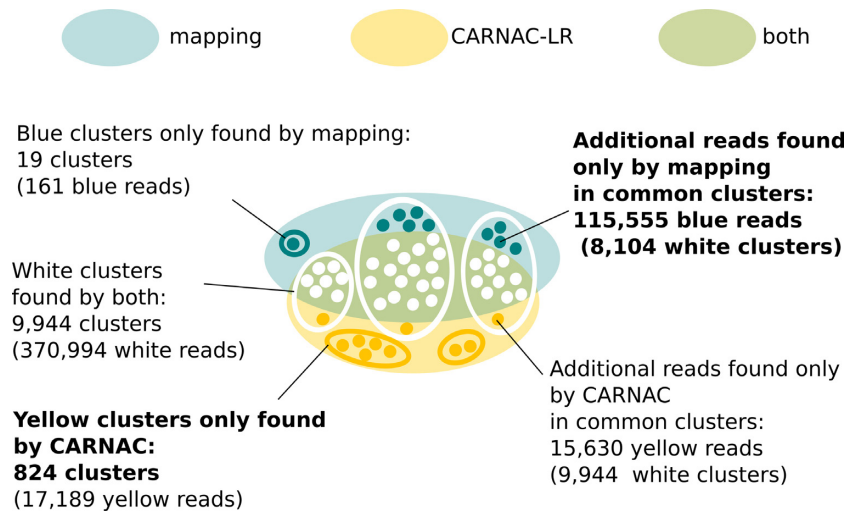 mapping
CARNAC-LR
both
Blue clusters only found by mapping:
19 clusters
(161 blue reads)
Additional reads found
only by mapping
in common clusters:
115,555 blue reads
(8,104 white clusters)
White clusters
found by both:
9,944 clusters
(370,994 white reads)
Additional reads found only
by CARNAC
in common clusters:
15,630 yellow reads
(9,944 white clusters)
Yellow clusters only found
by CARNAC:
824 clusters
(17,189 yellow reads)